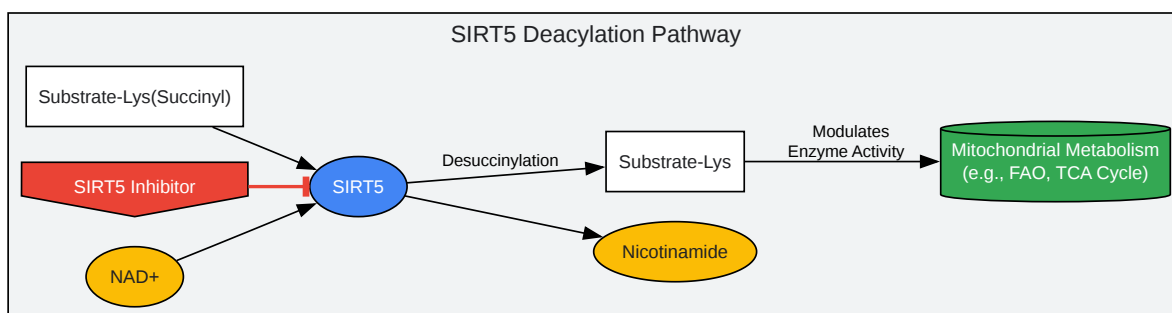 SIRT5 Deacylation Pathway
Substrate-Lys(Succinyl)
SIRT5 Inhibitor
NAD+
SIRT5
Desuccinylation
Substrate-Lys
Nicotinamide
Modulates
Enzyme Activity
Mitochondrial Metabolism
(e.g., FAO, TCA Cycle)